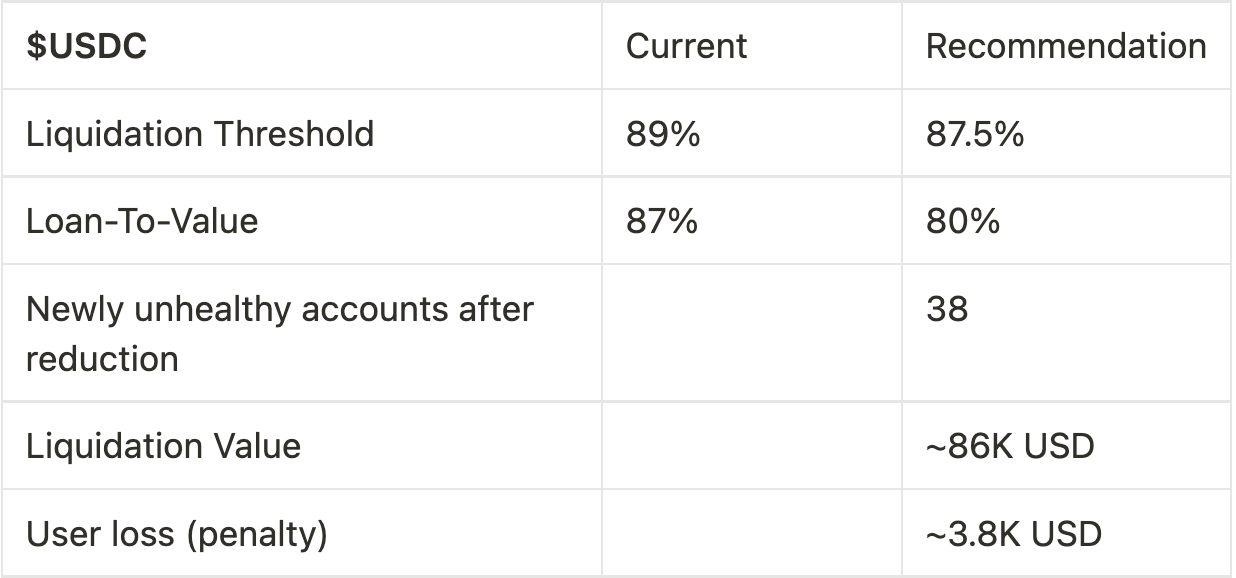 $USDC Current Recommendation
Liquidation Threshold 89% 87.5%
Loan-To-Value 87% 80%
Newly unhealthy accounts after 38
reduction
Liquidation Value ~86K USD
User loss (penalty) ~3.8K USD